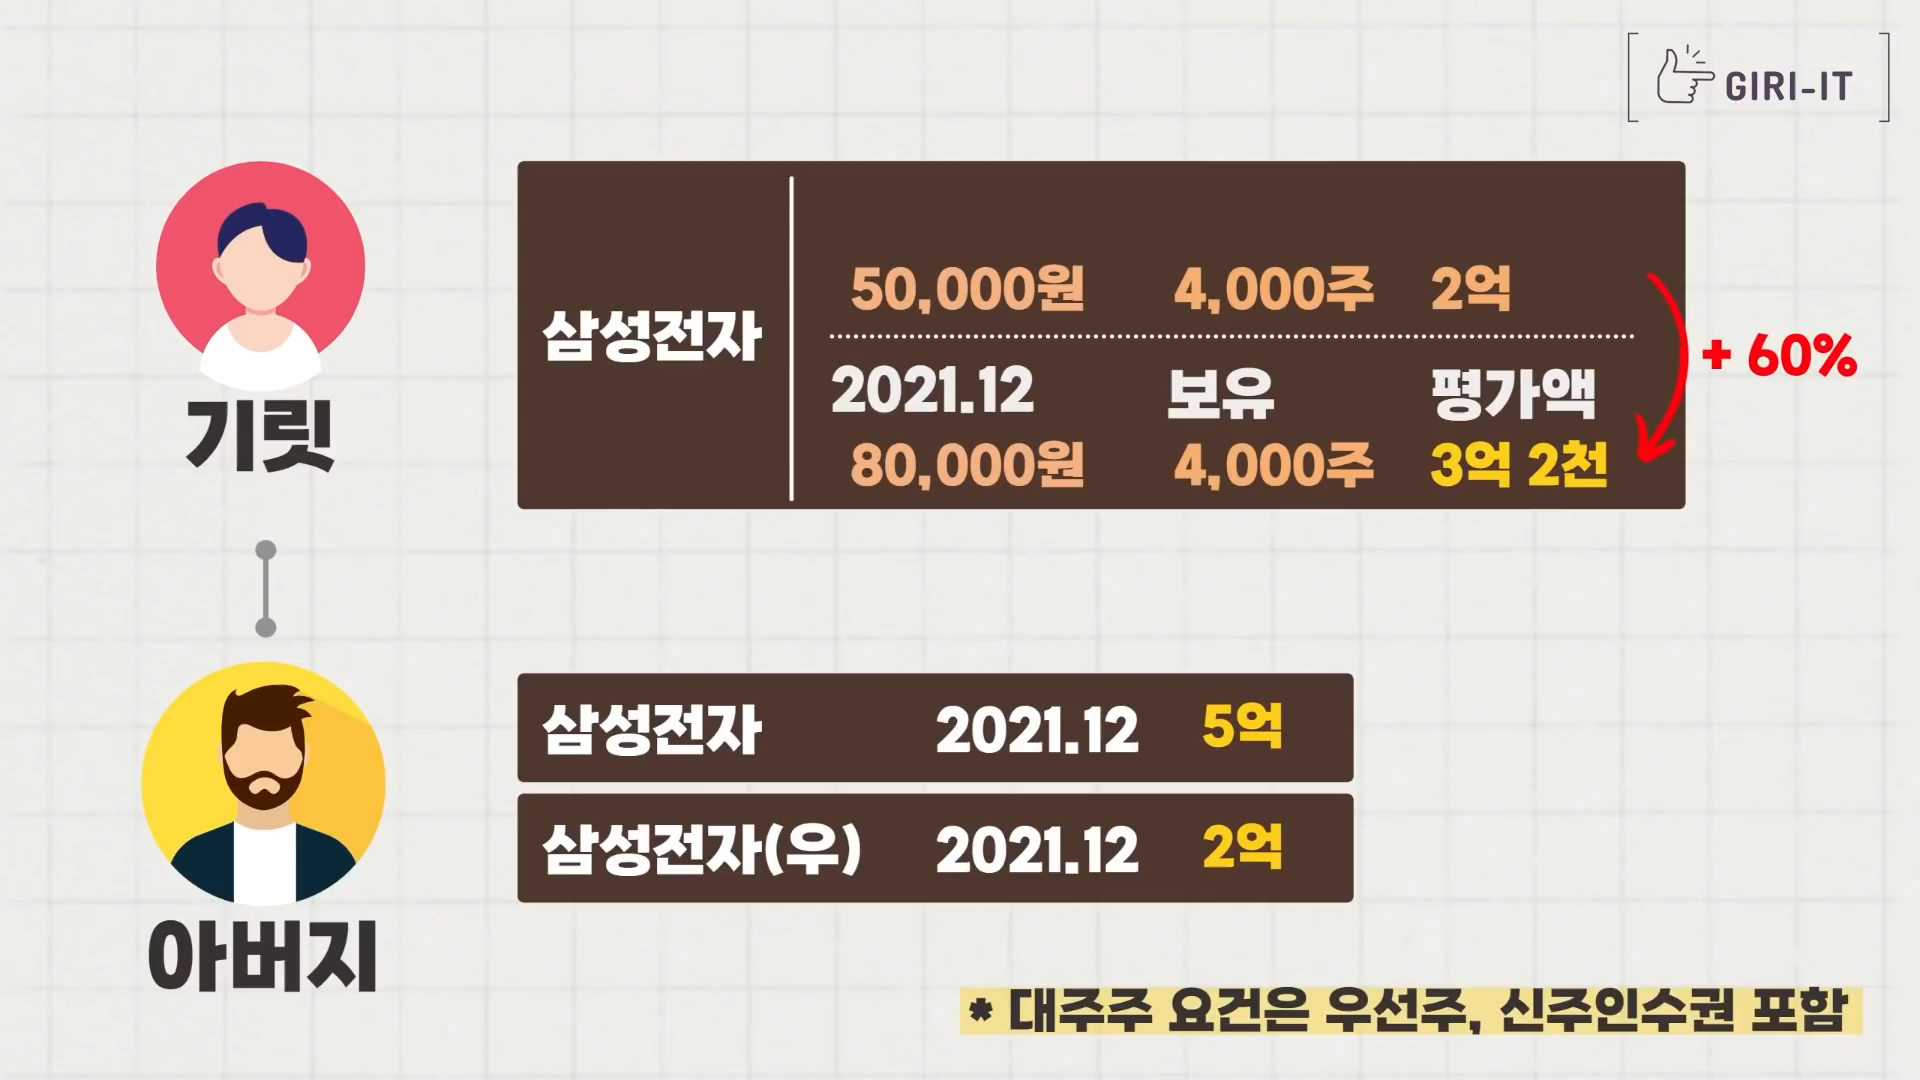 GIRI-IT
기릿
삼성전자
50,000원 4,000주 2억
2021.12 보유 평가액
80,000원 4,000주 3억 2천
+ 60%
아버지
삼성전자 2021.12 5억
삼성전자(우) 2021.12 2억
* 대주주 요건은 우선주, 신주인수권 포함